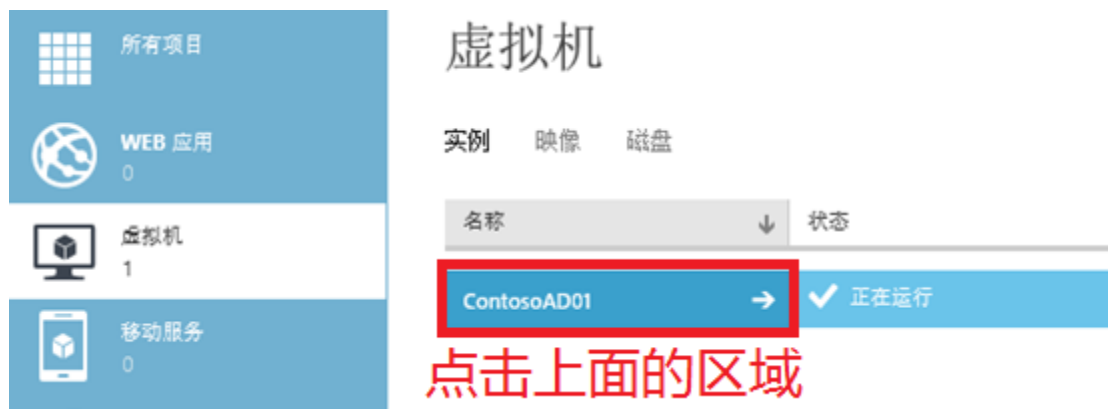 所有项目
WEB 应用
0
虚拟机
1
移动服务
0
虚拟机
实例 映像 磁盘
名称 状态
ContosoAD01 正在运行
点击上面的区域